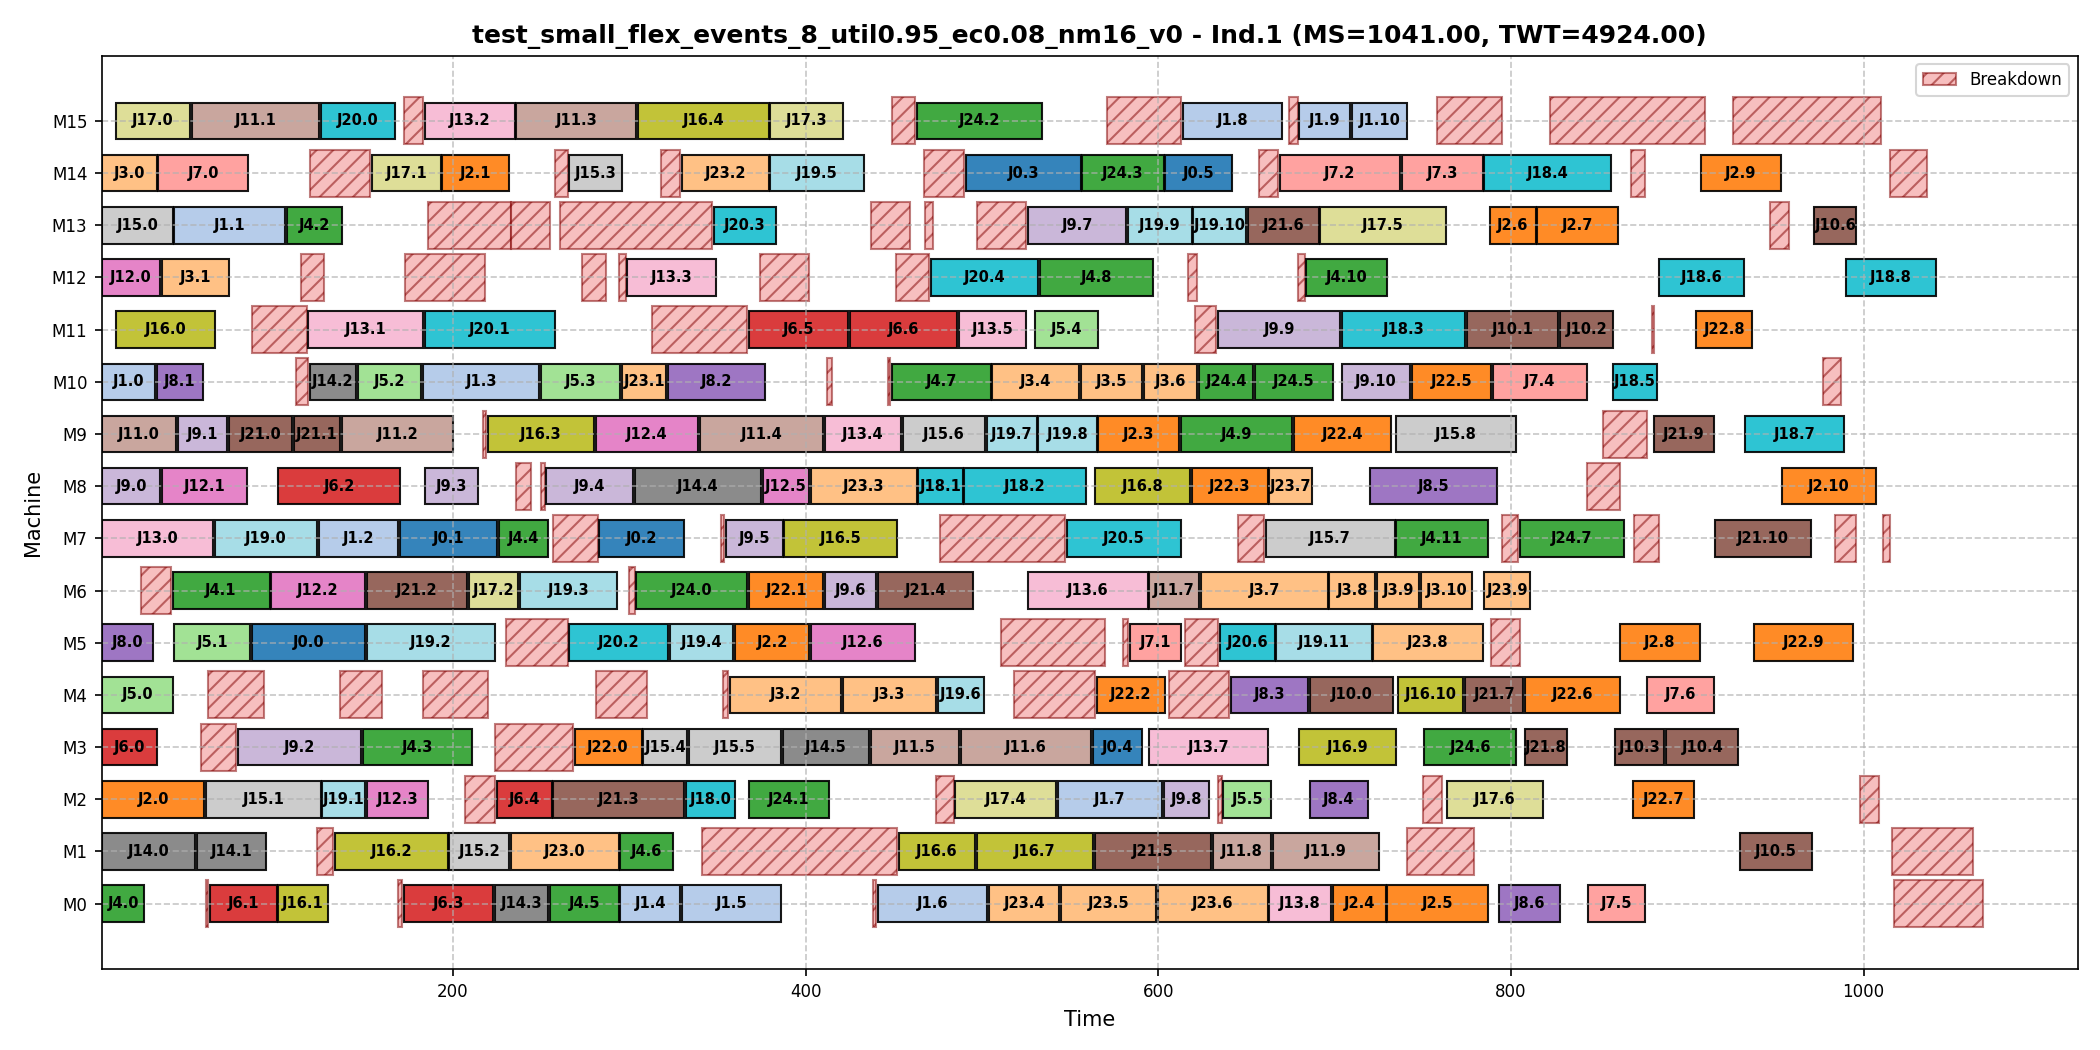 test_small_flex_events_8_util0.95_ec0.08_nm16_v0 - Ind.1 (MS=1041.00, TWT=4924.00)
Breakdown
M15 J17.0 J11.1 J20.0 J13.2 J11.3 J16.4 J17.3 J24.2 J1.8 J1.9 J1.10
M14 J3.0 J7.0 J17.1 J2.1 J15.3 J23.2 J19.5 J0.3 J24.3 J0.5 J7.2 J7.3 J18.4 J2.9
M13 J15.0 J1.1 J4.2 J20.3 J9.7 J19.9 J19.10 J21.6 J17.5 J2.6 J2.7 J10.6
M12 J12.0 J3.1 J13.3 J20.4 J4.8 J4.10 J18.6 J18.8
M11 J16.0 J13.1 J20.1 J6.5 J6.6 J13.5 J5.4 J9.9 J18.3 J10.1 J10.2 J22.8
M10 J1.0 J8.1 J14.2 J5.2 J1.3 J5.3 J23.1 J8.2 J4.7 J3.4 J3.5 J3.6 J24.4 J24.5 J9.10 J22.5 J7.4 J18.5
M9 J11.0 J9.1 J21.0 J21.1 J11.2 J16.3 J12.4 J11.4 J13.4 J15.6 J19.7 J19.8 J2.3 J4.9 J22.4 J15.8 J21.9 J18.7
M8 J9.0 J12.1 J6.2 J9.3 J9.4 J14.4 J12.5 J23.3 J18.1 J18.2 J16.8 J22.3 J23.7 J8.5 J2.10
M7 J13.0 J19.0 J1.2 J0.1 J4.4 J0.2 J9.5 J16.5 J20.5 J15.7 J4.11 J24.7 J21.10
M6 J4.1 J12.2 J21.2 J17.2 J19.3 J24.0 J22.1 J9.6 J21.4 J13.6 J11.7 J3.7 J3.8 J3.9 J3.10 J23.9
M5 J8.0 J5.1 J0.0 J19.2 J20.2 J19.4 J2.2 J12.6 J7.1 J20.6 J19.11 J23.8 J2.8 J22.9
M4 J5.0 J3.2 J3.3 J19.6 J22.2 J8.3 J10.0 J16.10 J21.7 J22.6 J7.6
M3 J6.0 J9.2 J4.3 J22.0 J15.4 J15.5 J14.5 J11.5 J11.6 J0.4 J13.7 J16.9 J24.6 J21.8 J10.3 J10.4
M2 J2.0 J15.1 J19.1 J12.3 J6.4 J21.3 J18.0 J24.1 J17.4 J1.7 J9.8 J5.5 J8.4 J17.6 J22.7
M1 J14.0 J14.1 J16.2 J15.2 J23.0 J4.6 J16.6 J16.7 J21.5 J11.8 J11.9 J10.5
M0 J4.0 J6.1 J16.1 J6.3 J14.3 J4.5 J1.4 J1.5 J1.6 J23.4 J23.5 J23.6 J13.8 J2.4 J2.5 J8.6 J7.5
Machine
200 400 600 800 1000
Time